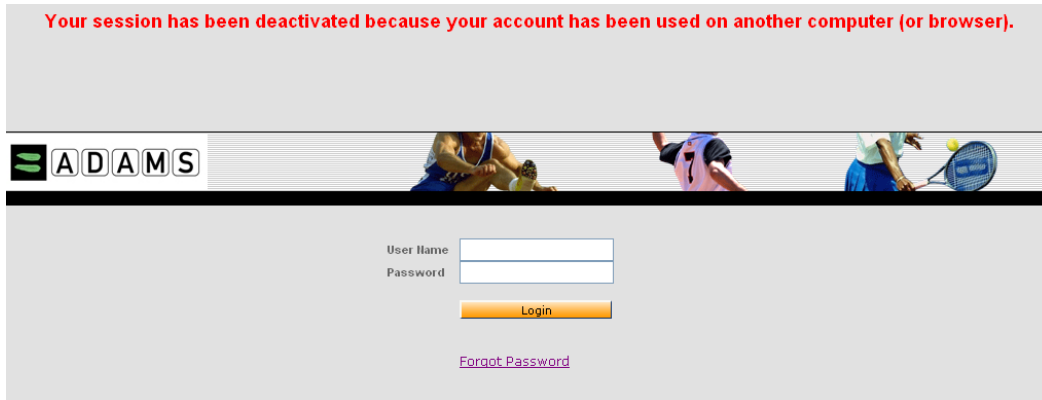 Your session has been deactivated because your account has been used on another computer (or browser).
ADAMS
7
User Name
Password
Login
Forgot Password